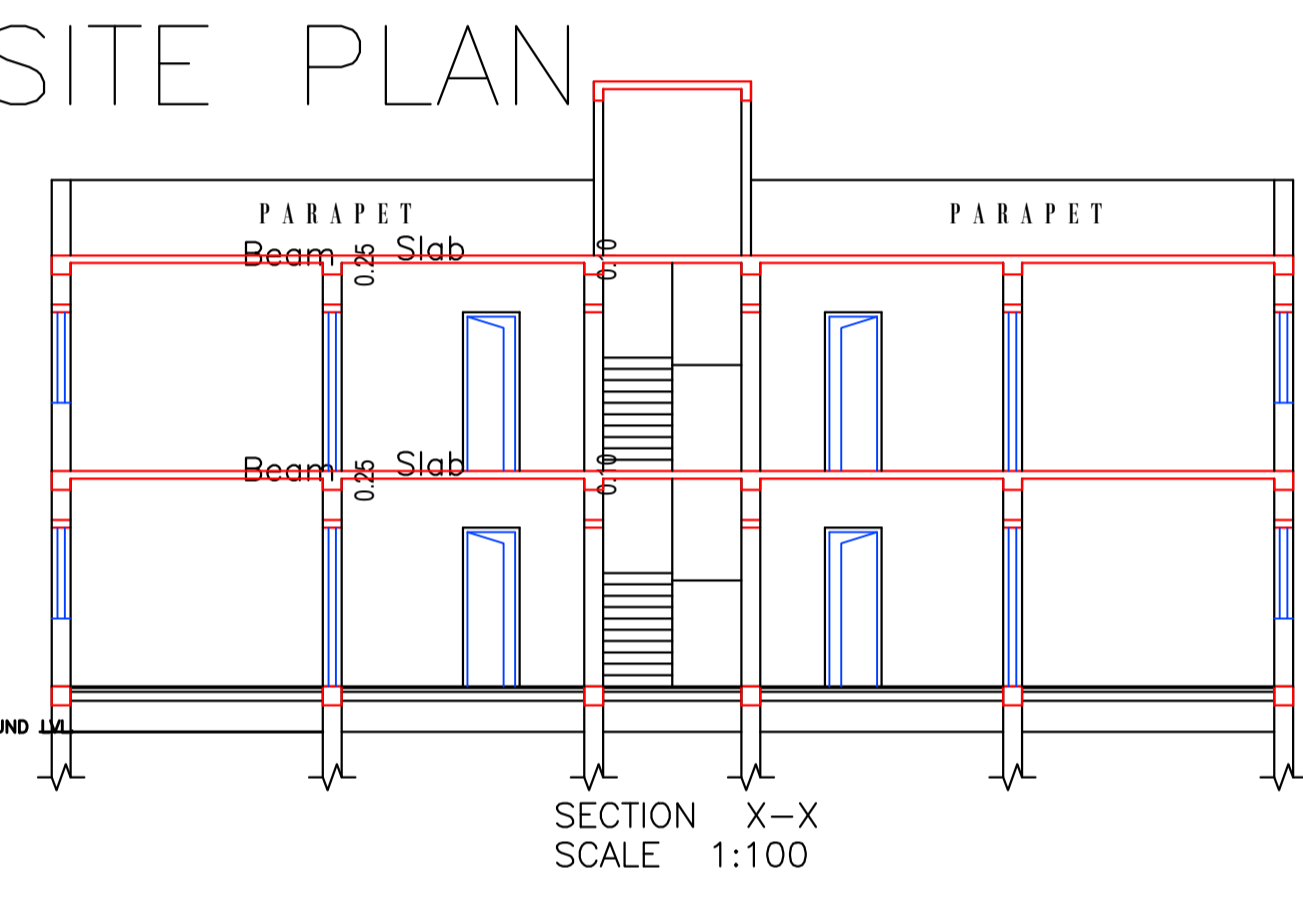 SITE PLAN
PARAPET
PARAPET
Beam 0.25 Slab 0.10
Beam 0.25 Slab 0.10
UND LVL
SECTION X-X
SCALE 1:100